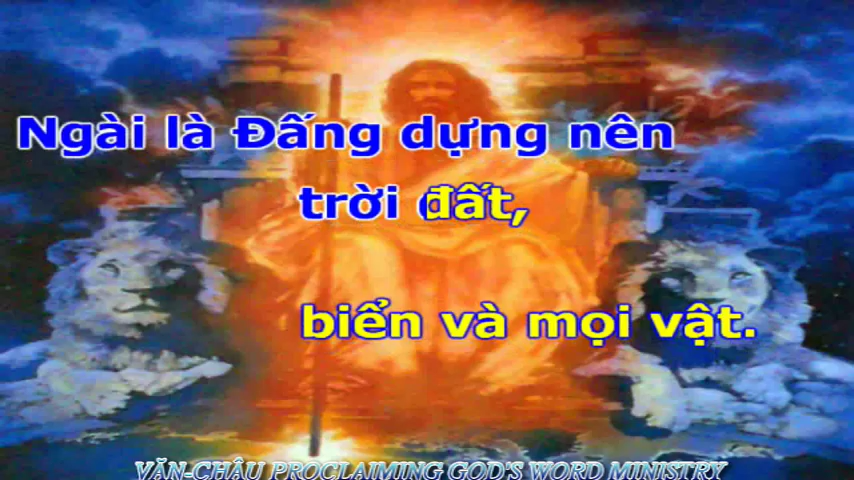 Ngài là Đấng dựng nên
trời đất,
biển và mọi vật.
VĂN-CHÂU PROCLAIMING GOD'S WORD MINISTRY